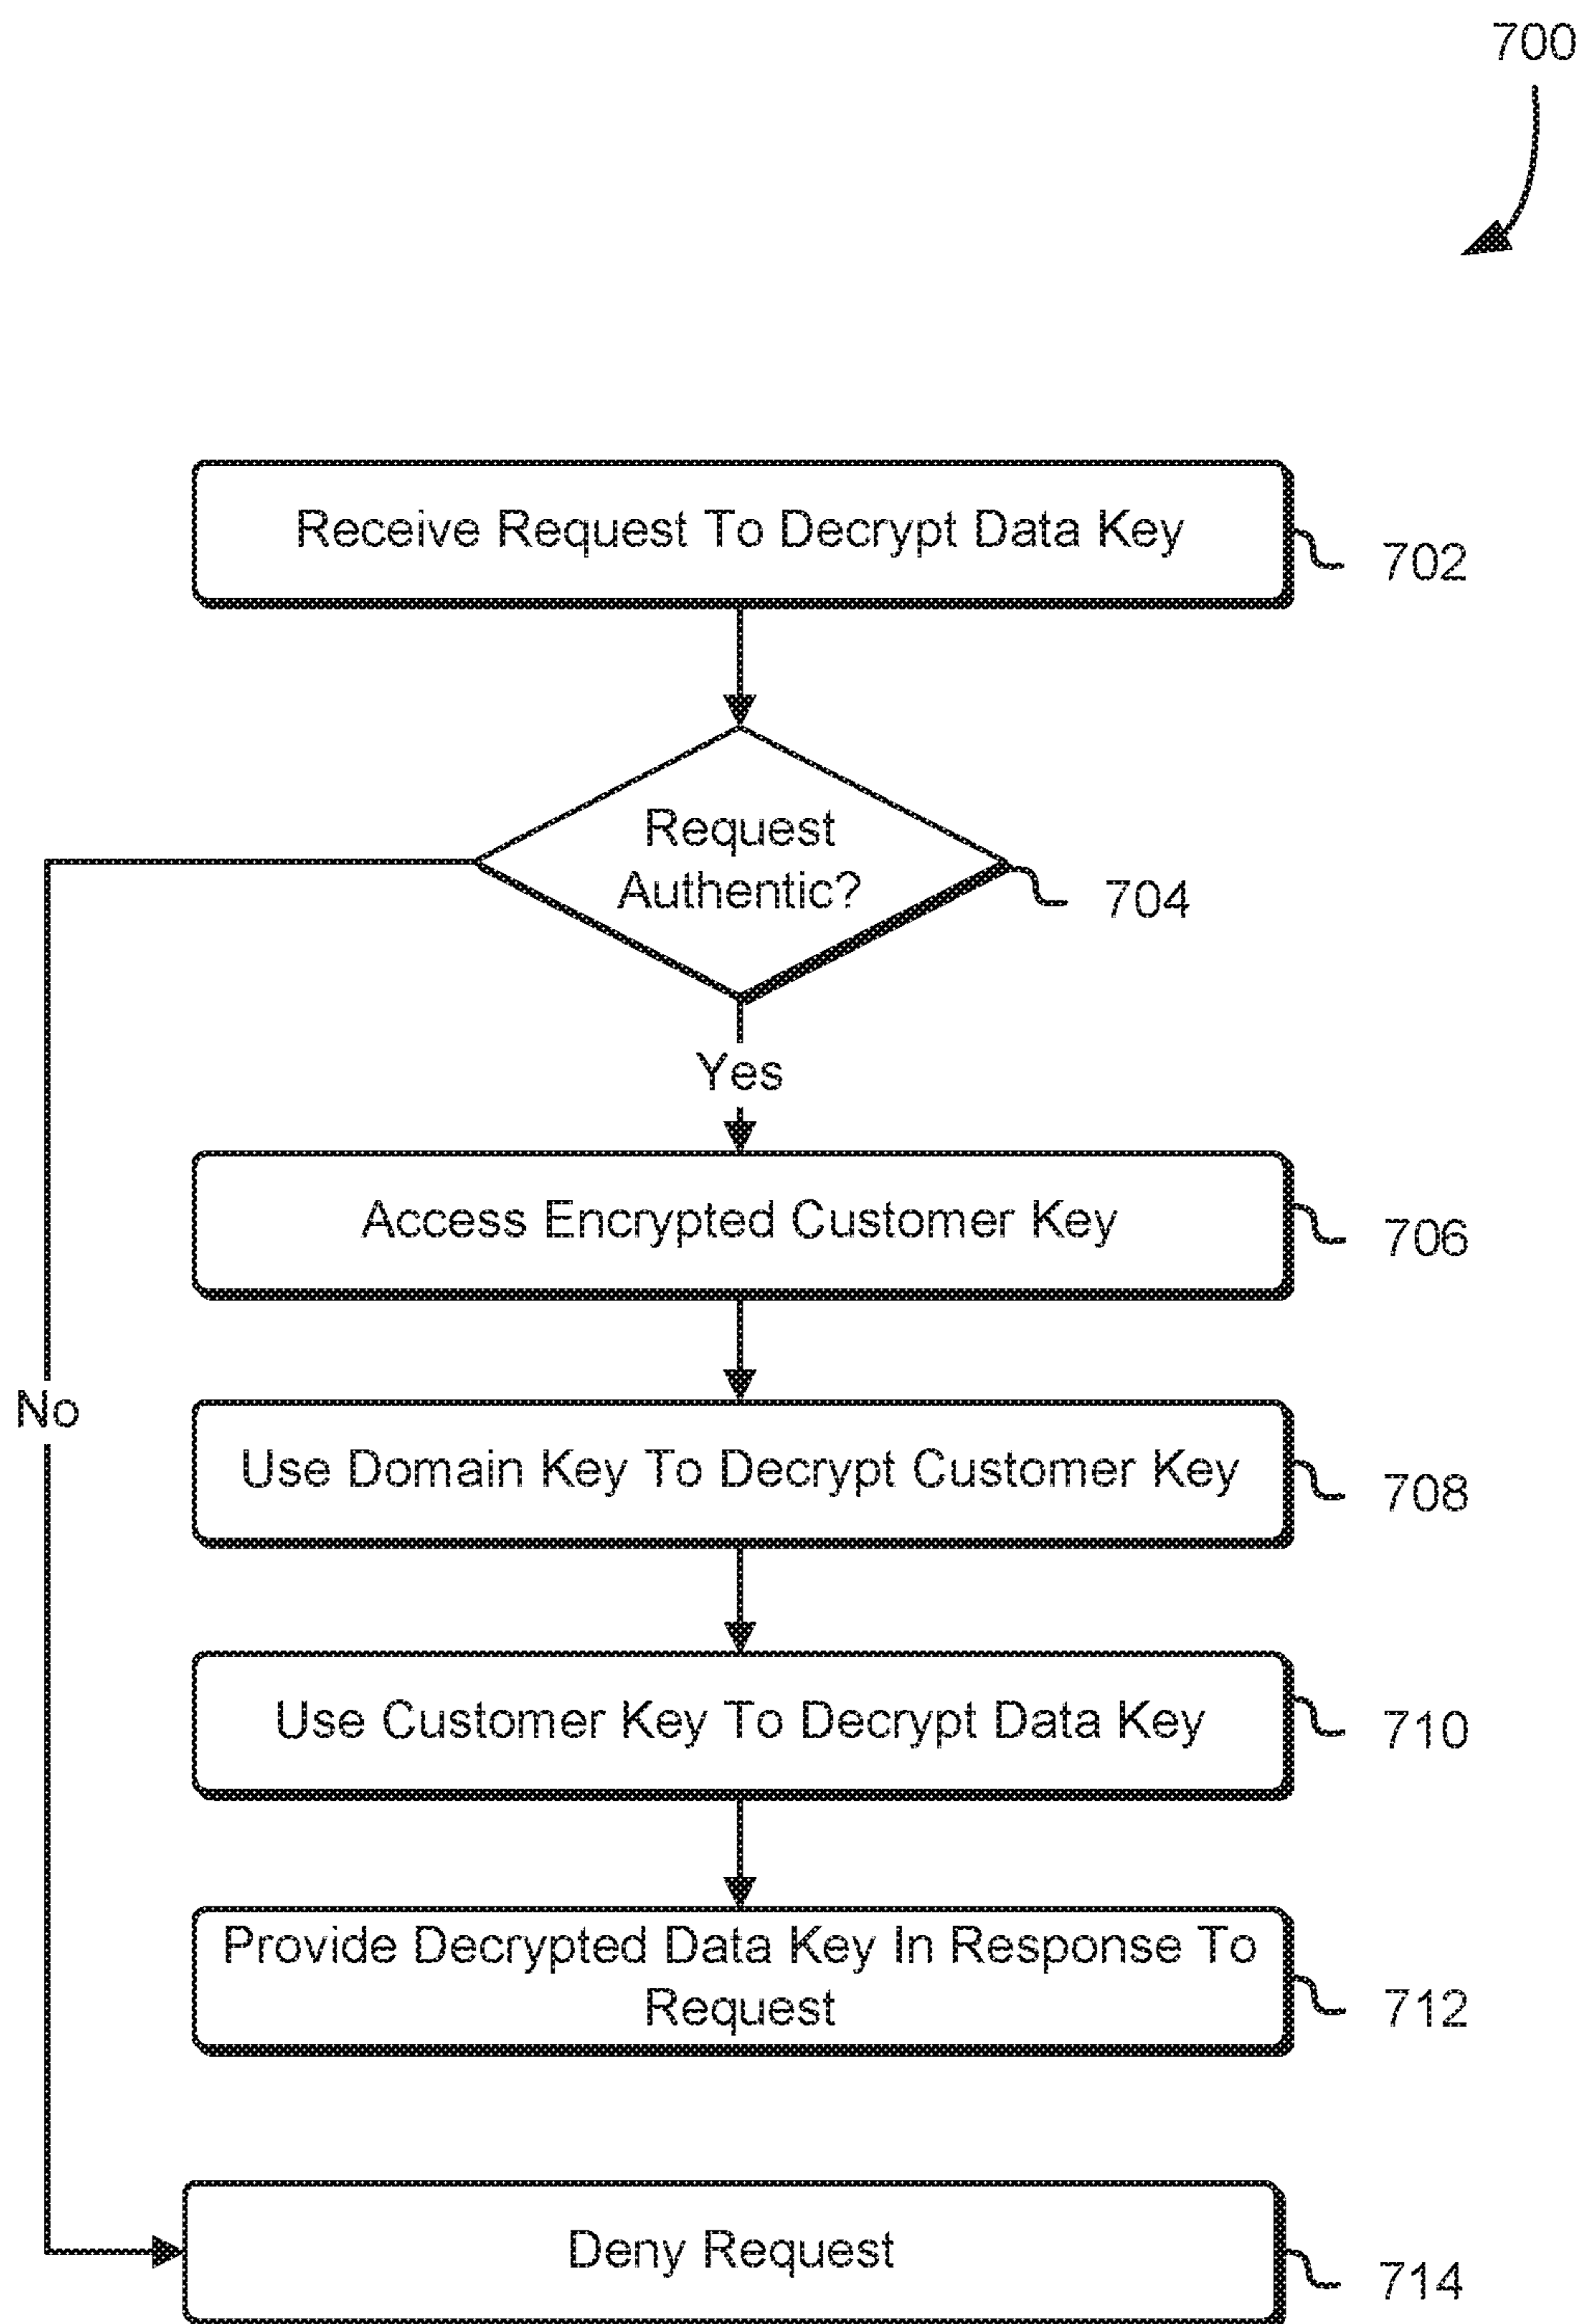 700
Receive Request To Decrypt Data Key
702
Request
Authentic?
704
Yes
Access Encrypted Customer Key
706
No
Use Domain Key To Decrypt Customer Key
708
Use Customer Key To Decrypt Data Key
710
Provide Decrypted Data Key In Response To
Request
712
Deny Request
714